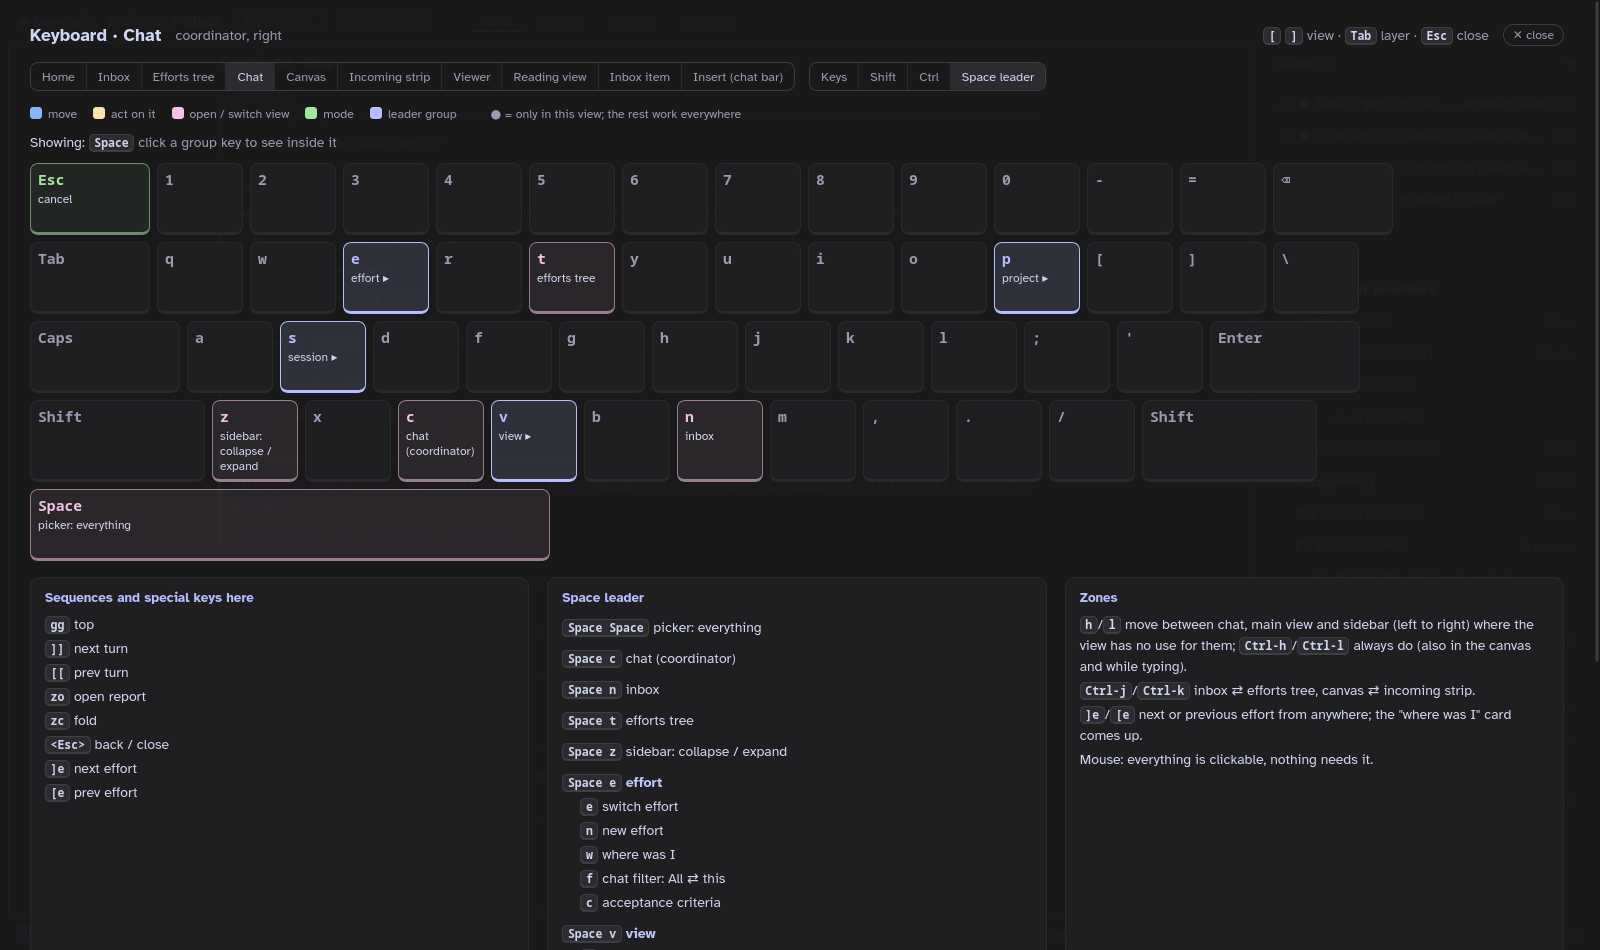 Keyboard · Chat coordinator, right
[ ] view · Tab layer · Esc close × close
Home Inbox Efforts tree Chat Canvas Incoming strip Viewer Reading view Inbox item Insert (chat bar) Keys Shift Ctrl Space leader
move act on it open / switch view mode leader group ● = only in this view; the rest work everywhere
Showing: Space click a group key to see inside it
Esc 1 2 3 4 5 6 7 8 9 0 - = ⌫
cancel
Tab q w e r t y u i o p [ ] \
effort ▸ efforts tree project ▸
Caps a s d f g h j k l ; ' Enter
session ▸
Shift z x c v b n m , . / Shift
sidebar: collapse / expand
chat (coordinator)
view ▸
inbox
Space
picker: everything
Sequences and special keys here
gg top
]] next turn
[[ prev turn
zo open report
zc fold
<Esc> back / close
]e next effort
[e prev effort
Space leader
Space Space picker: everything
Space c chat (coordinator)
Space n inbox
Space t efforts tree
Space z sidebar: collapse / expand
Space e effort
e switch effort
n new effort
w where was I
f chat filter: All ⇄ this
c acceptance criteria
Space v view
Zones
h/l move between chat, main view and sidebar (left to right) where the
view has no use for them; Ctrl-h/Ctrl-l always do (also in the canvas
and while typing).
Ctrl-j/Ctrl-k inbox ⇄ efforts tree, canvas ⇄ incoming strip.
]e/[e next or previous effort from anywhere; the "where was I" card
comes up.
Mouse: everything is clickable, nothing needs it.